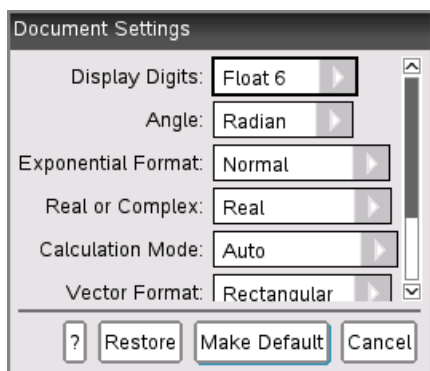 Document Settings
Display Digits: Float 6
Angle: Radian
Exponential Format: Normal
Real or Complex: Real
Calculation Mode: Auto
Vector Format: Rectangular
? Restore Make Default Cancel